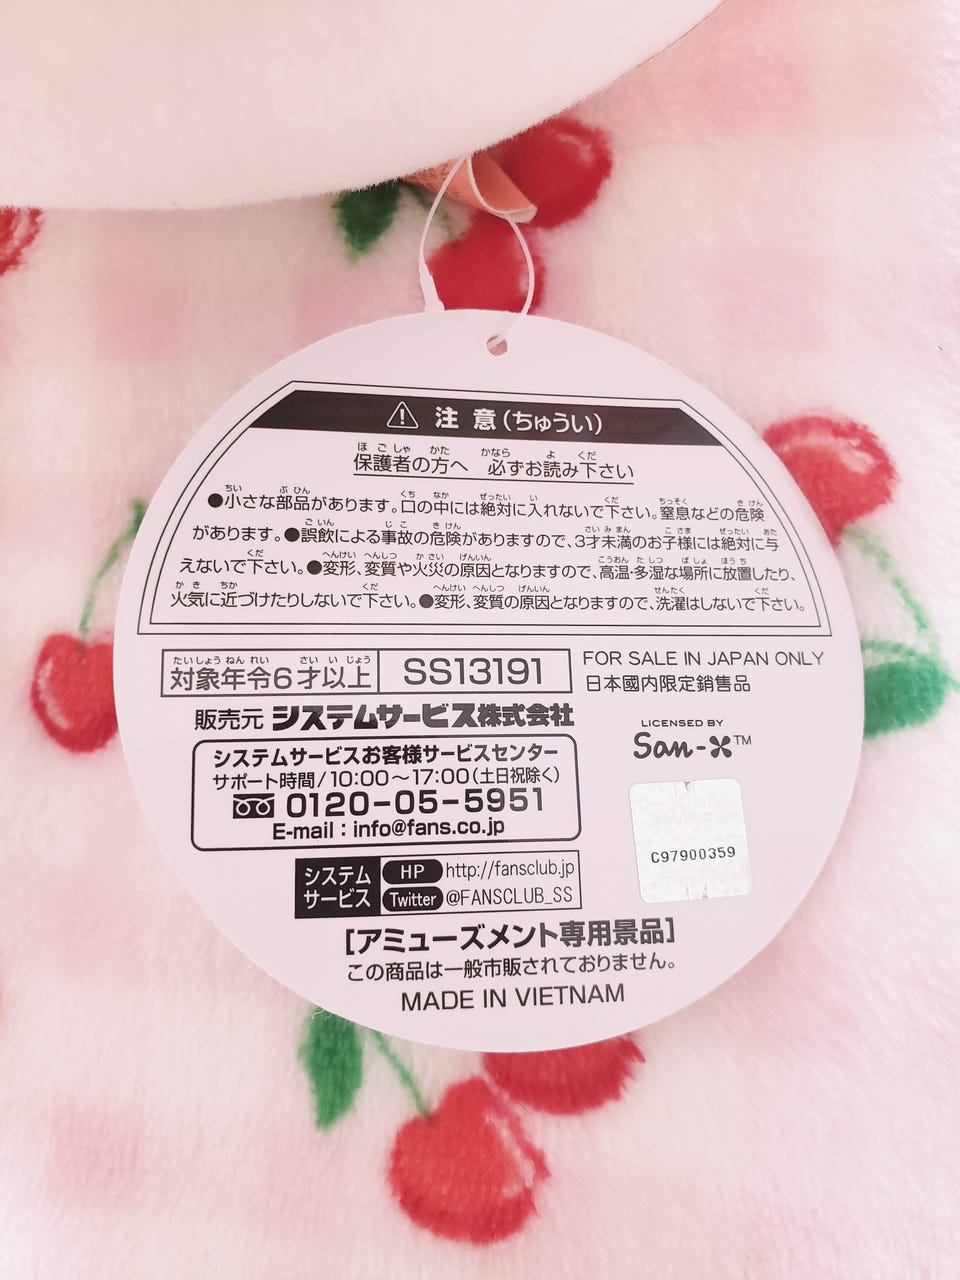 ⚠ 注意(ちゅうい)
保護者の方へ 必ずお読み下さい
●小さな部品があります。口の中には絶対に入れないで下さい。窒息などの危険
があります。●誤飲による事故の危険がありますので、3才未満のお子様には絶対に与
えないで下さい。●変形、変質や火災の原因となりますので、高温・多湿な場所に放置したり、
火気に近づけたりしないで下さい。●変形、変質の原因となりますので、洗濯はしないで下さい。
対象年令6才以上 SS13191
FOR SALE IN JAPAN ONLY
日本國内限定銷售品
販売元 システムサービス株式会社
LICENSED BY
San-X™
システムサービスお客様サービスセンター
サポート時間/10:00~17:00(土日祝除く)
0120-05-5951
E-mail:info@fans.co.jp
C97900359
システム
サービス
HP http://fansclub.jp
Twitter @FANSCLUB_SS
[アミューズメント専用景品]
この商品は一般市販されておりません。
MADE IN VIETNAM